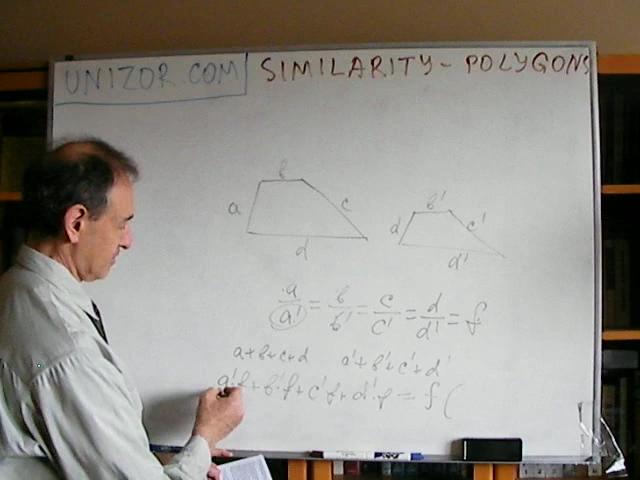 UNIZOR.COM SIMILARITY - POLYGONS
b
a c
d
b'
a' c'
d'
a/a' = b/b' = c/c' = d/d' = f
a+b+c+d a'+b'+c'+d'
a'·f+b'·f+c'·f+d'·f = f(